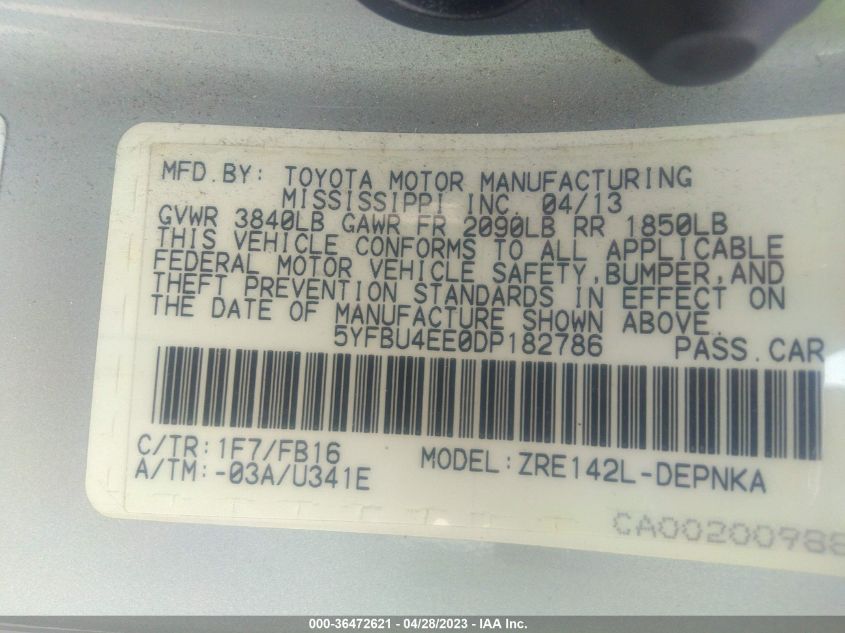 MFD.BY: TOYOTA MOTOR MANUFACTURING
MISSISSIPPI INC. 04/13
GVWR 3840LB GAWR FR 2090LB RR 1850LB
THIS VEHICLE CONFORMS TO ALL APPLICABLE
FEDERAL MOTOR VEHICLE SAFETY,BUMPER,AND
THEFT PREVENTION STANDARDS IN EFFECT ON
THE DATE OF MANUFACTURE SHOWN ABOVE.
5YFBU4EE0DP182786 PASS.CAR
C/TR:1F7/FB16
A/TM:-03A/U341E MODEL:ZRE142L-DEPNKA
CA00200988
000-36472621 | 04/28/2023 - IAA Inc.